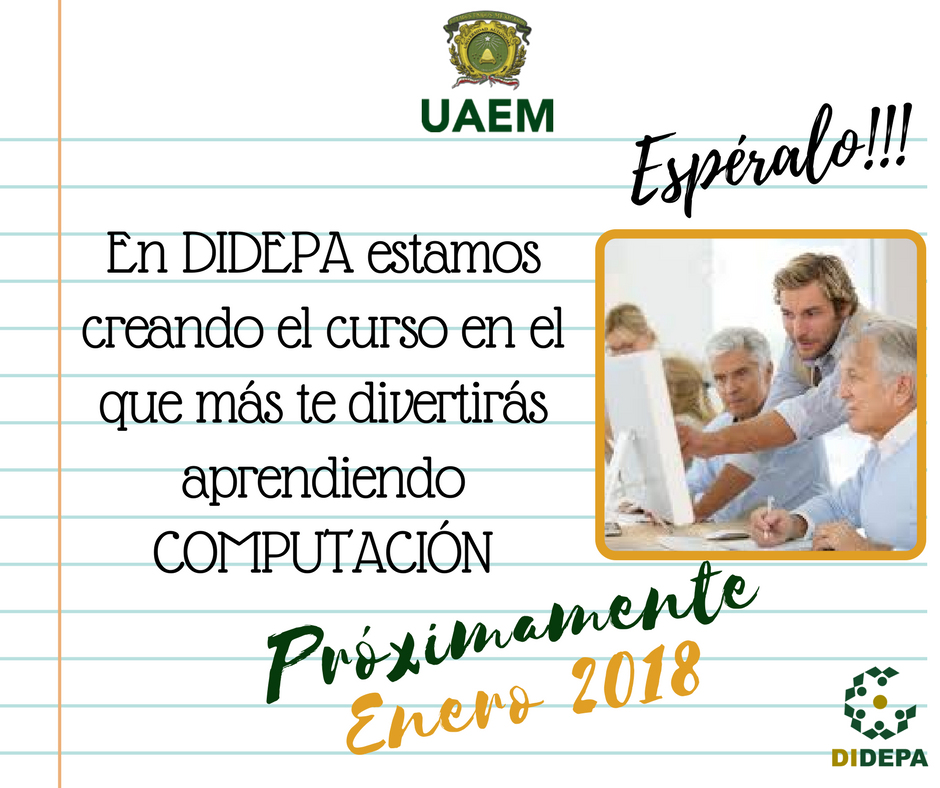 UAEM
Espéralo!!!
En DIDEPA estamos
creando el curso en el
que más te divertirás
aprendiendo
COMPUTACIÓN
Próximamente
Enero 2018
DIDEPA